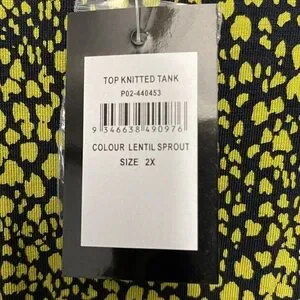 TOP KNITTED TANK
P02-440453
9 346638 490976
COLOUR LENTIL SPROUT
SIZE 2X